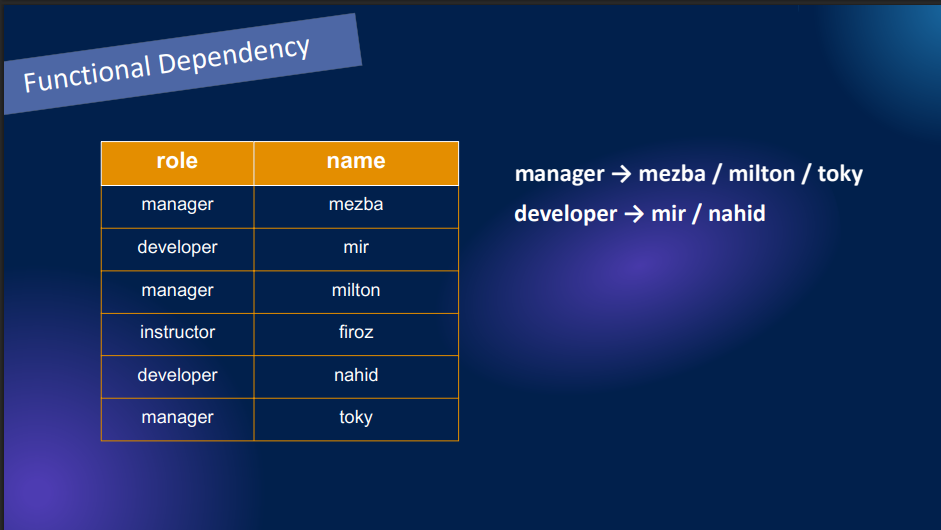 Functional Dependency
role name
manager mezba
developer mir
manager milton
instructor firoz
developer nahid
manager toky
manager → mezba / milton / toky
developer → mir / nahid